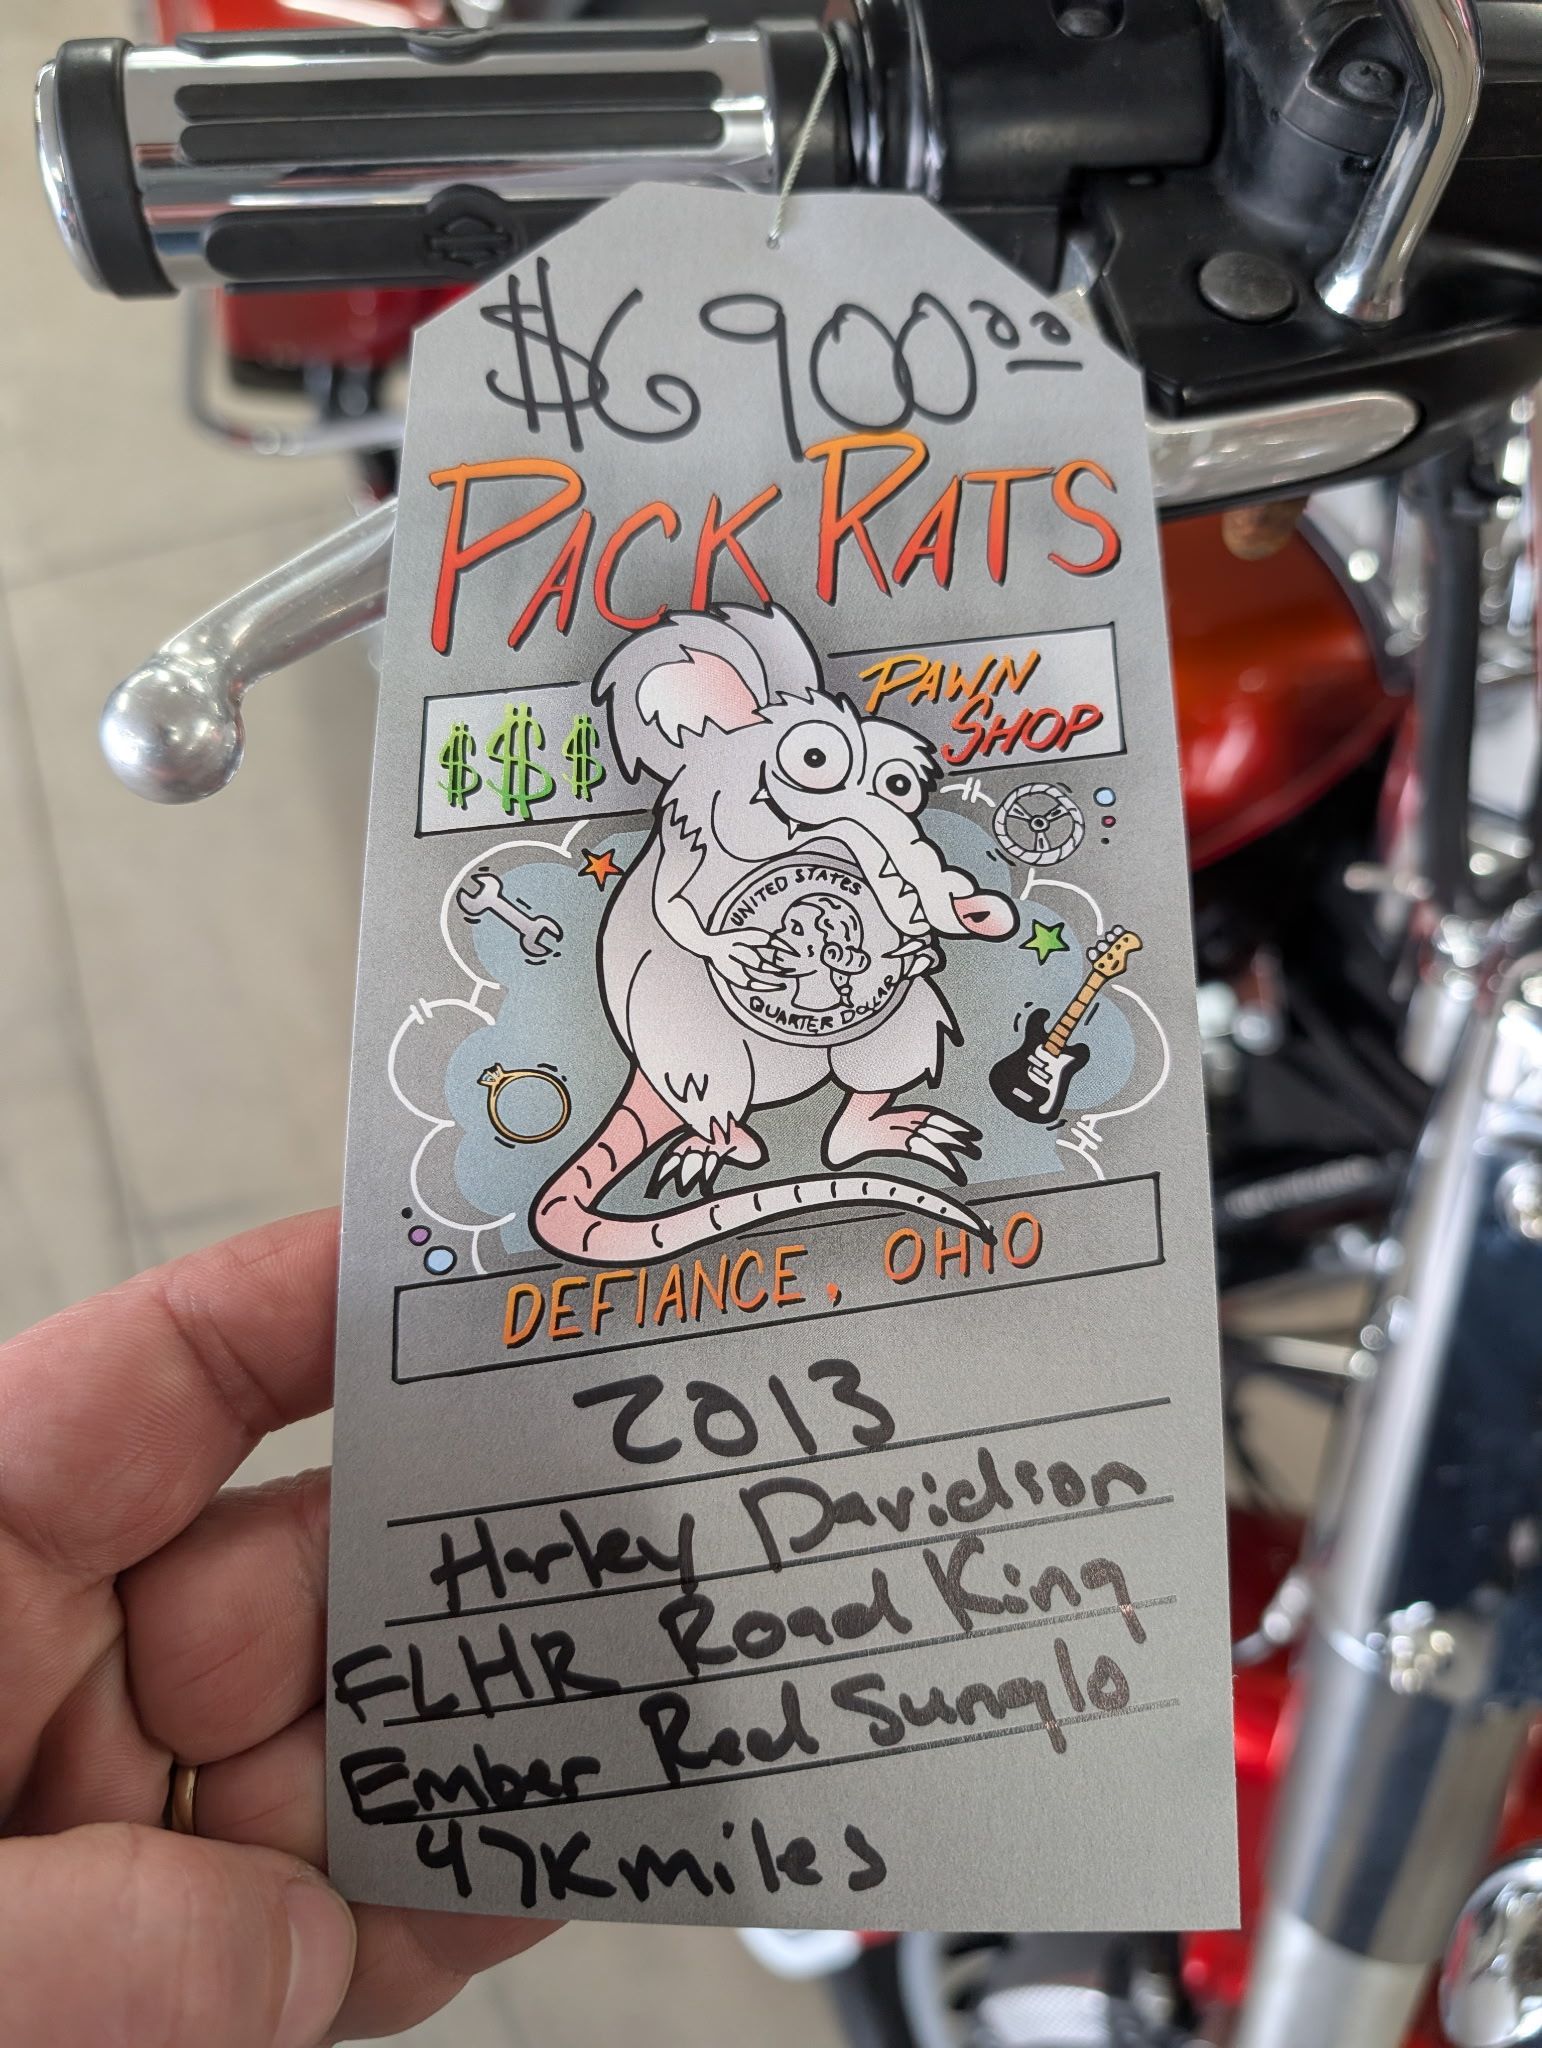 $6900.00
PACK RATS
$$$
PAWN
SHOP
UNITED STATES
QUARTER DOLLAR
DEFIANCE, OHIO
2013
Harley Davidson
FLHR Road King
Ember Red Sunglo
47K miles